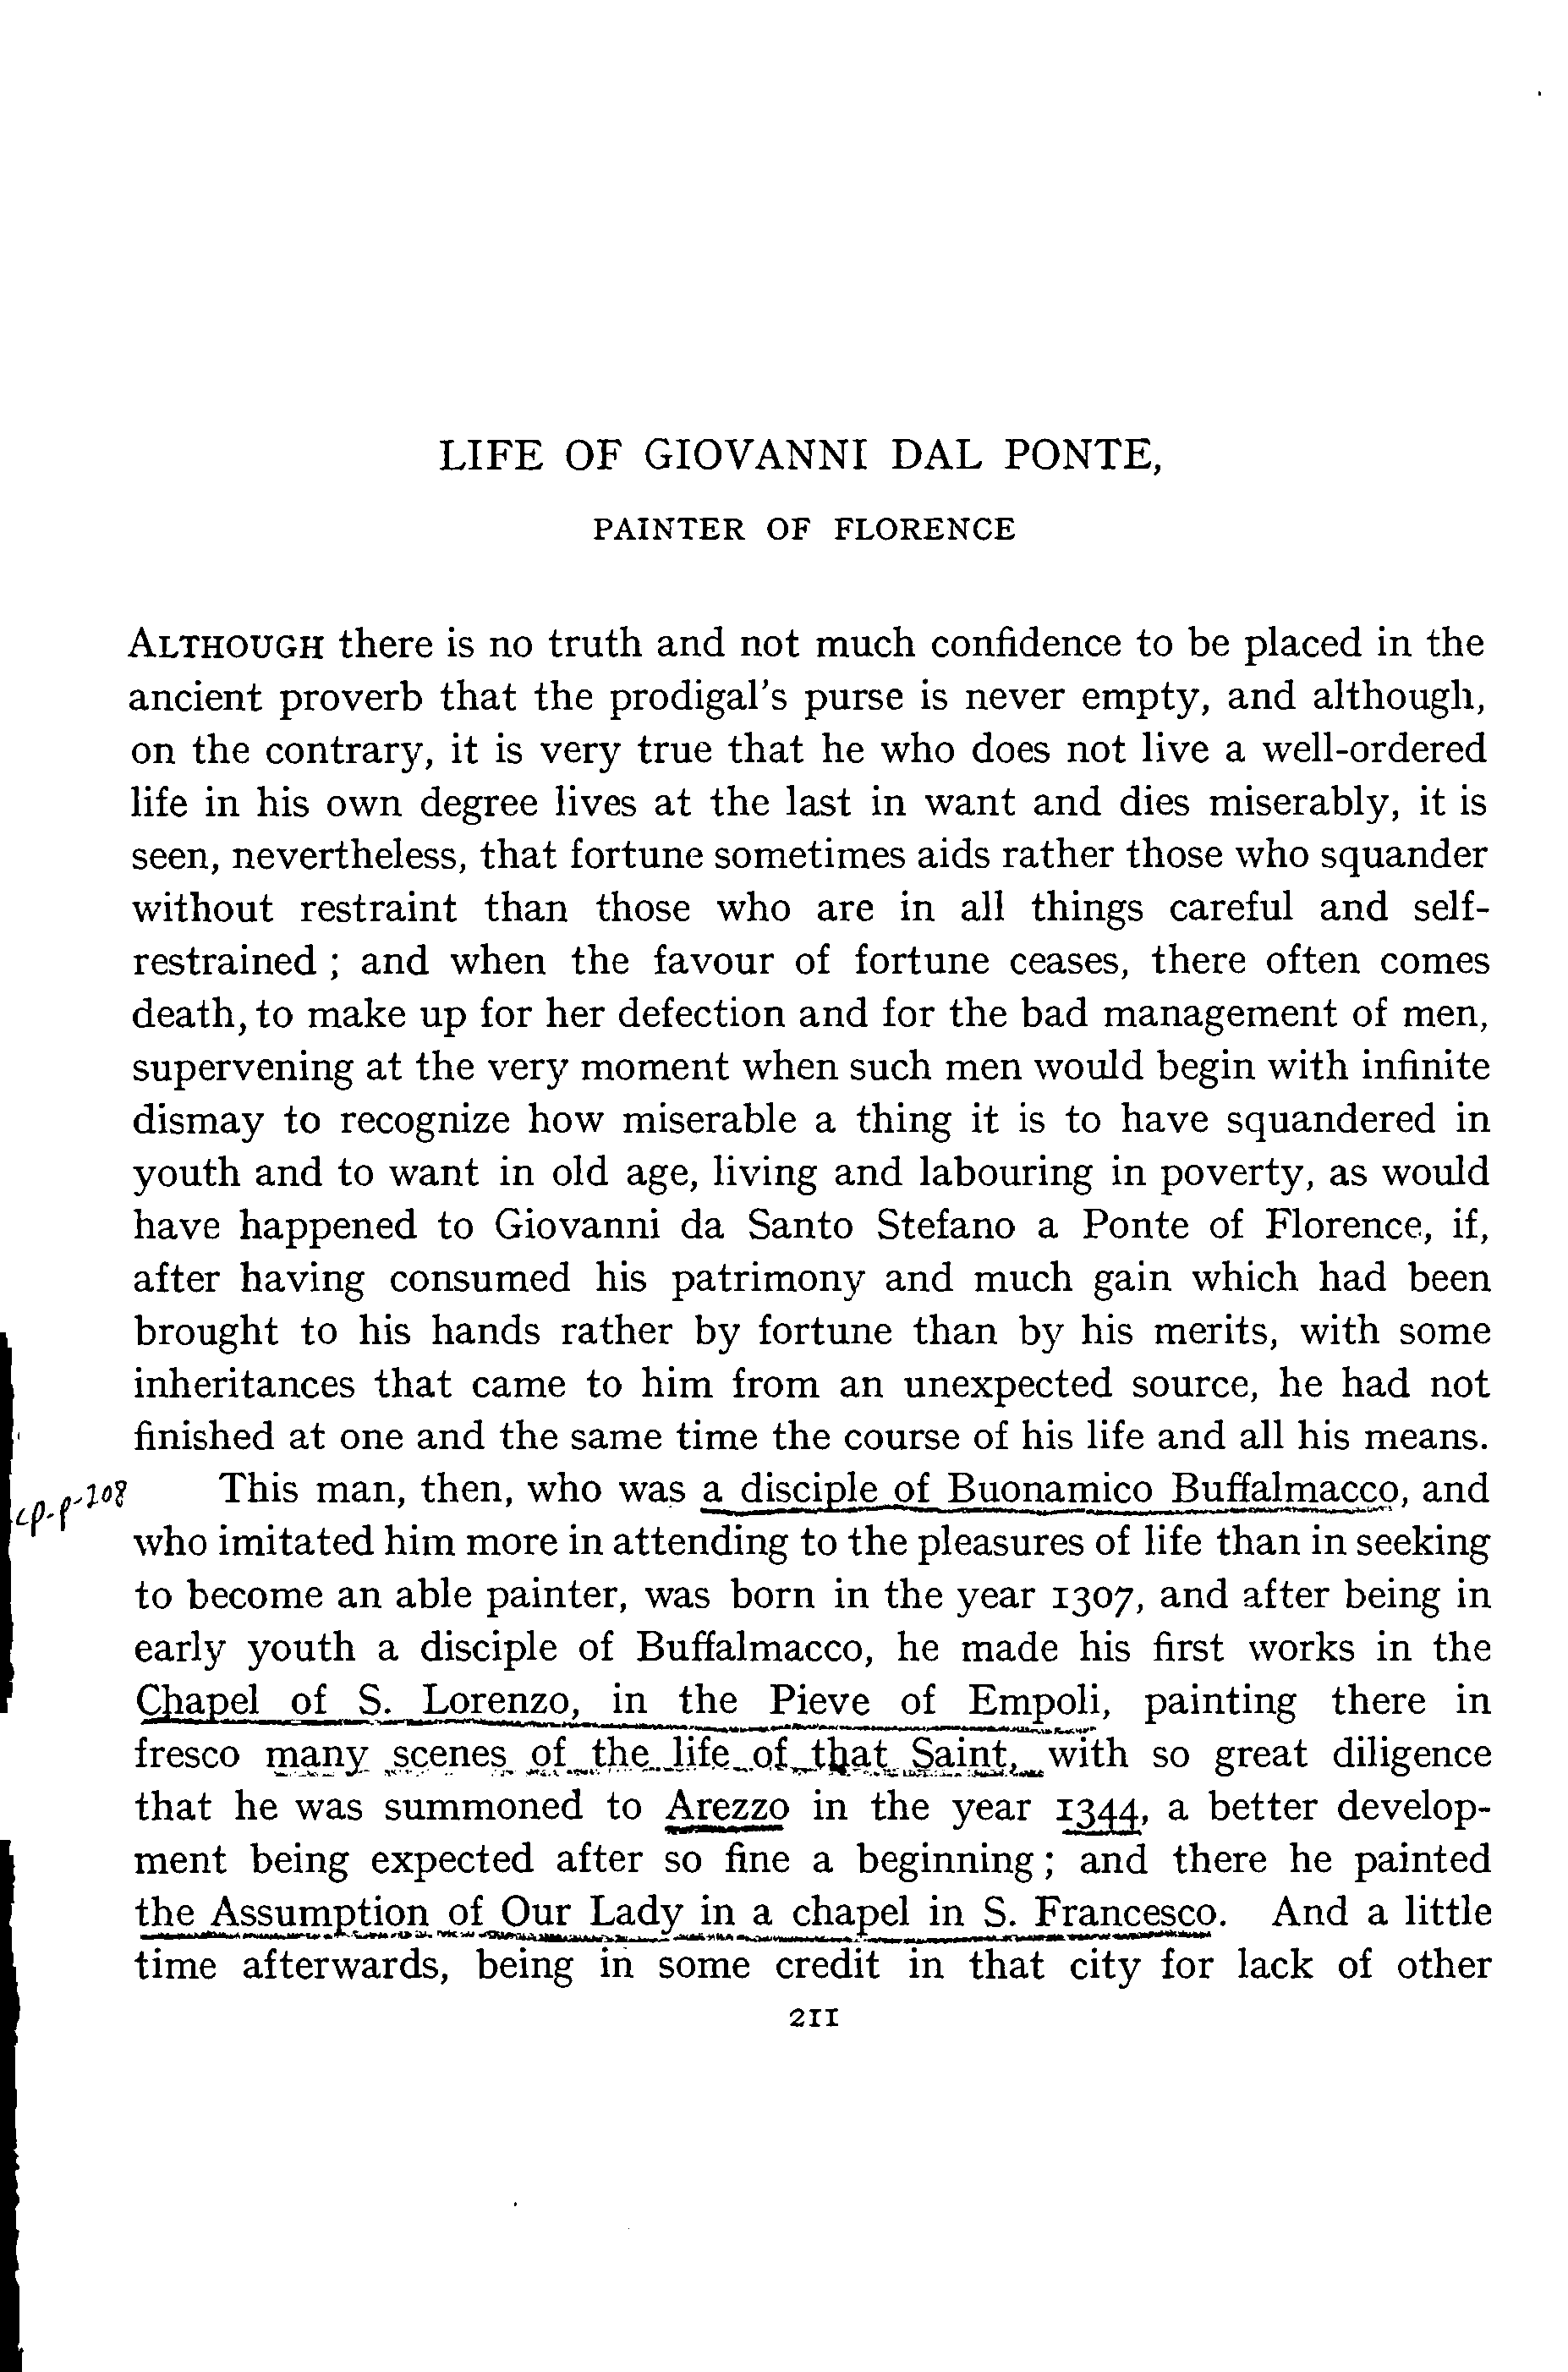 LIFE OF GIOVANNI DAL PONTE,
PAINTER OF FLORENCE
ALTHOUGH there is no truth and not much confidence to be placed in the
ancient proverb that the prodigal's purse is never empty, and although,
on the contrary, it is very true that he who does not live a well-ordered
life in his own degree lives at the last in want and dies miserably, it is
seen, nevertheless, that fortune sometimes aids rather those who squander
without restraint than those who are in all things careful and self-
restrained ; and when the favour of fortune ceases, there often comes
death, to make up for her defection and for the bad management of men,
supervening at the very moment when such men would begin with infinite
dismay to recognize how miserable a thing it is to have squandered in
youth and to want in old age, living and labouring in poverty, as would
have happened to Giovanni da Santo Stefano a Ponte of Florence, if,
after having consumed his patrimony and much gain which had been
brought to his hands rather by fortune than by his merits, with some
inheritances that came to him from an unexpected source, he had not
finished at one and the same time the course of his life and all his means.
cp. p. 208
This man, then, who was a disciple of Buonamico Buffalmacco, and
who imitated him more in attending to the pleasures of life than in seeking
to become an able painter, was born in the year 1307, and after being in
early youth a disciple of Buffalmacco, he made his first works in the
Chapel of S. Lorenzo, in the Pieve of Empoli, painting there in
fresco many scenes of the life of that Saint, with so great diligence
that he was summoned to Arezzo in the year 1344, a better develop-
ment being expected after so fine a beginning ; and there he painted
the Assumption of Our Lady in a chapel in S. Francesco. And a little
time afterwards, being in some credit in that city for lack of other
211